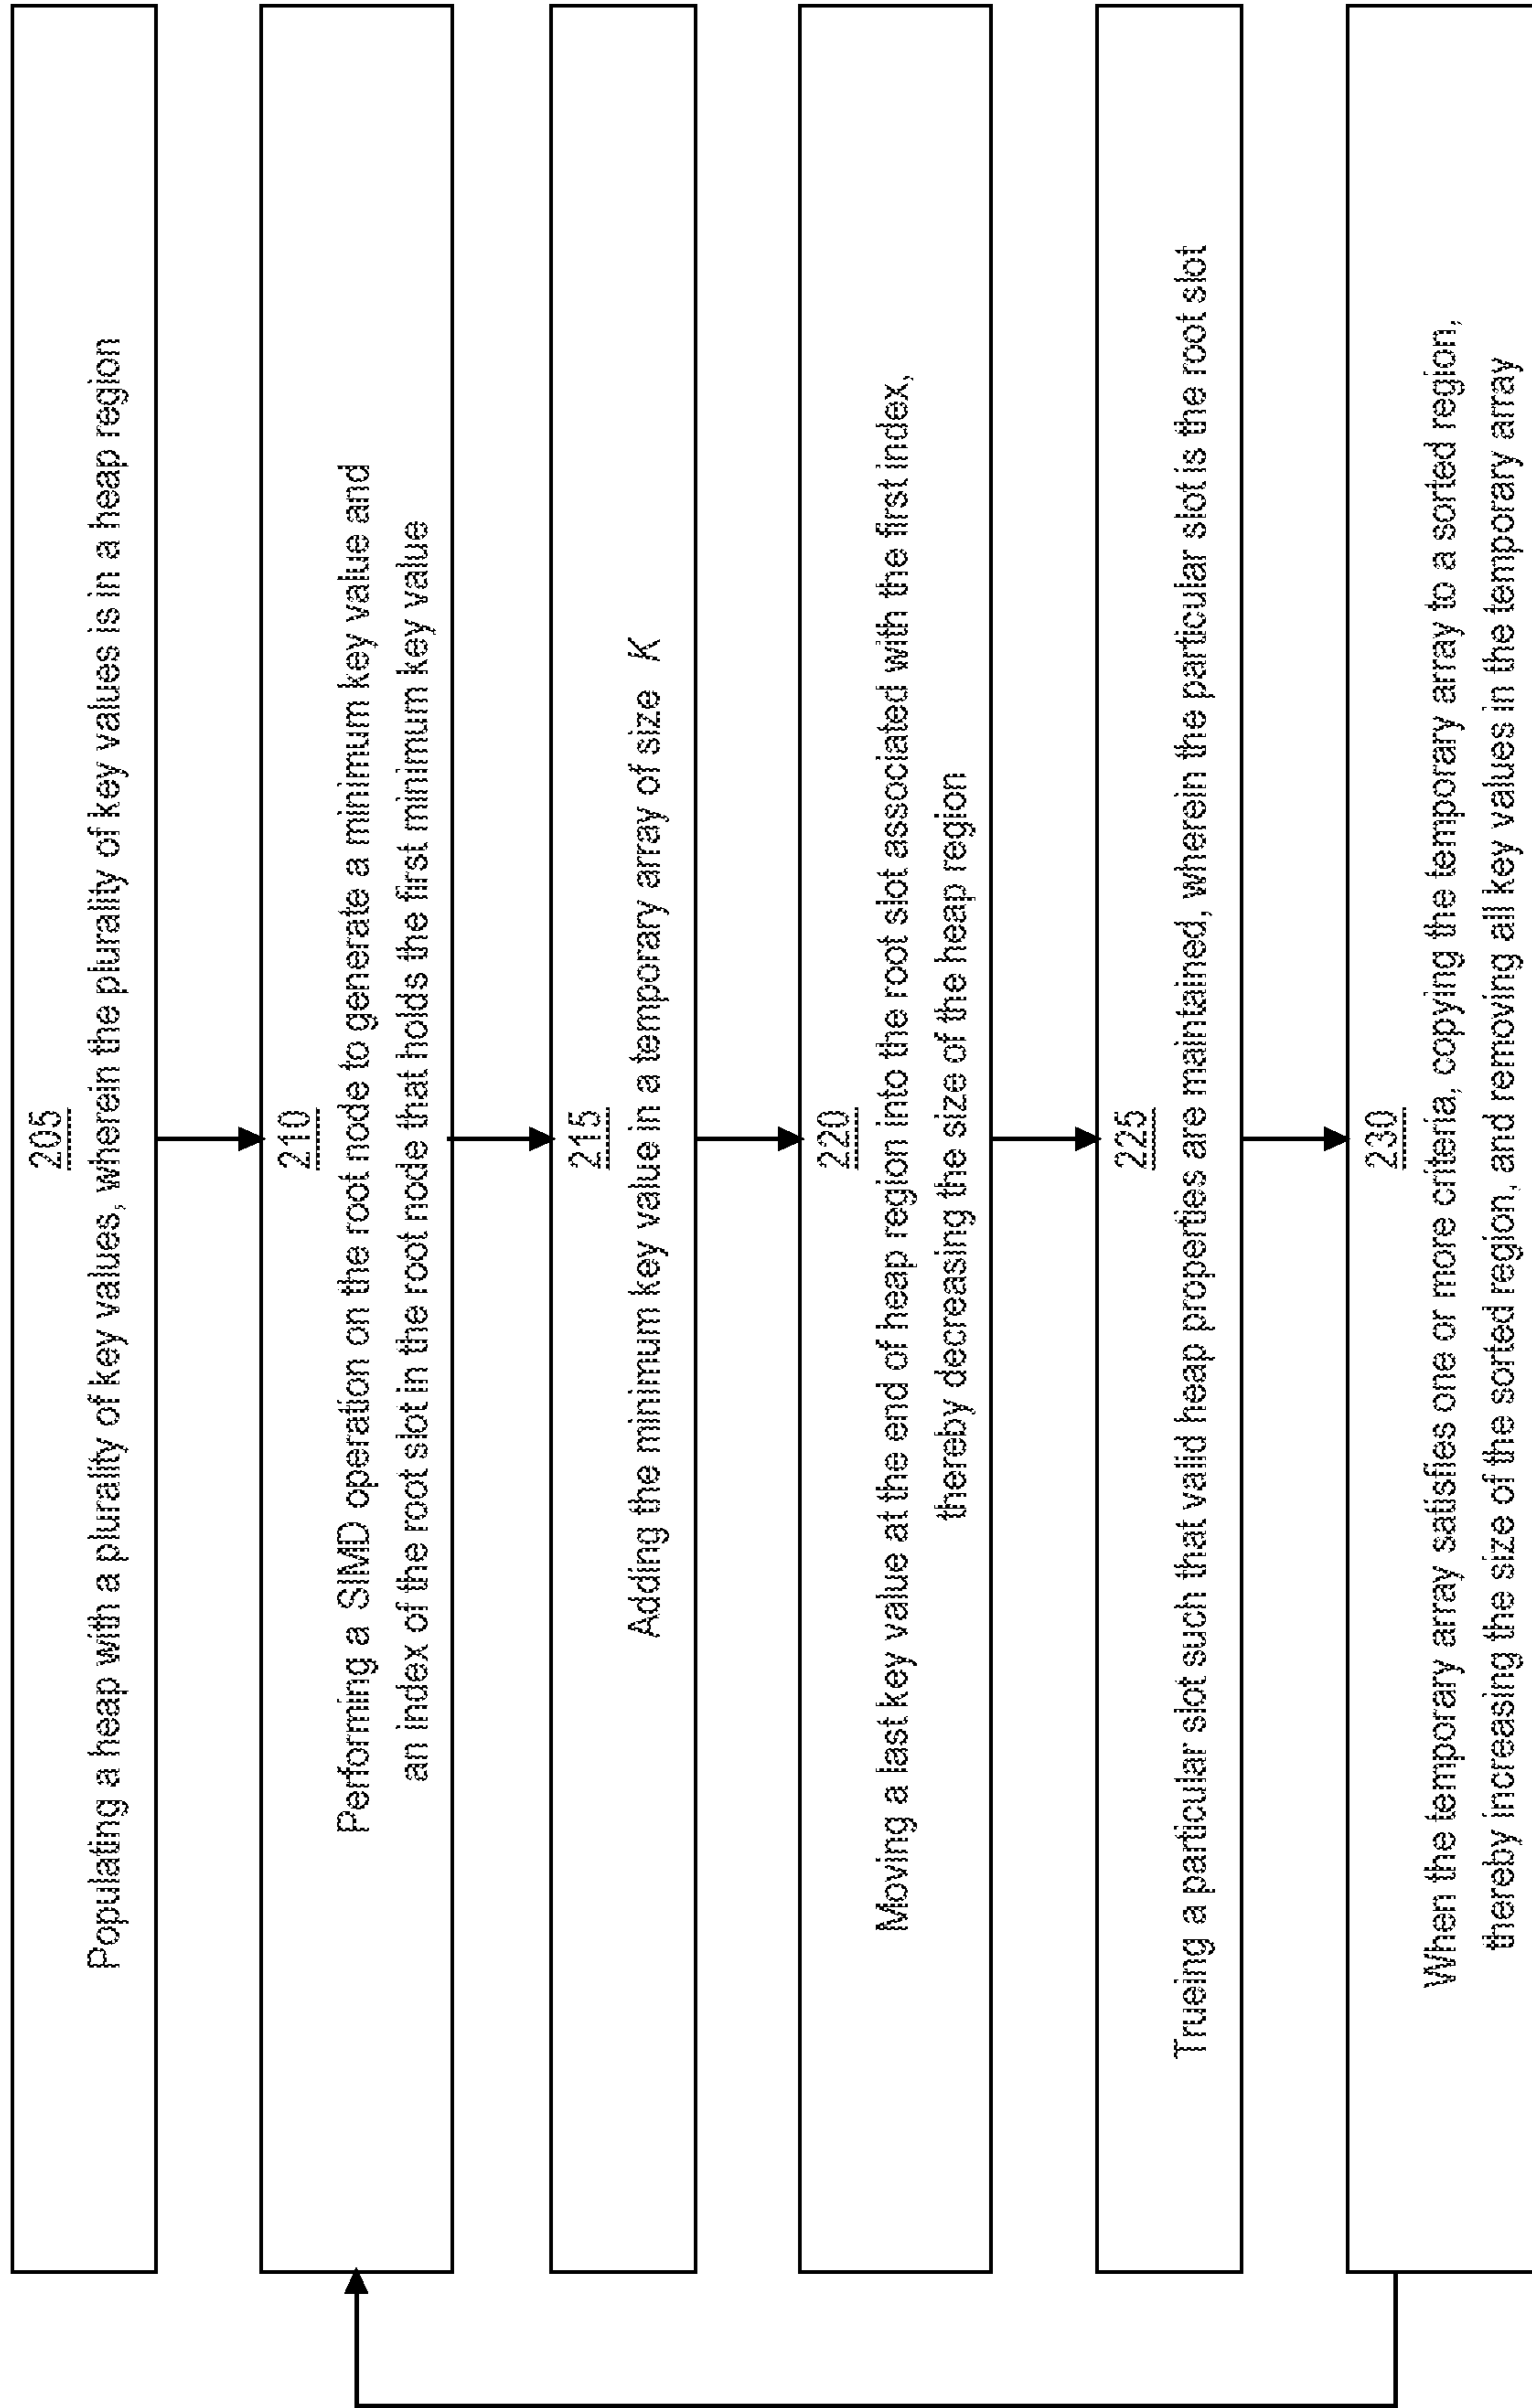 205
Populating a heap with a plurality of key values, wherein the plurality of key values is in a heap region
210
Performing a SIMD operation on the root node to generate a minimum key value and
an index of the root slot in the root node that holds the first minimum key value
215
Adding the minimum key value in a temporary array of size K
220
Moving a last key value at the end of heap region into the root slot associated with the first index,
thereby decreasing the size of the heap region
225
Trueing a particular slot such that valid heap properties are maintained, wherein the particular slot is the root slot
230
When the temporary array satisfies one or more criteria, copying the temporary array to a sorted region,
thereby increasing the size of the sorted region, and removing all key values in the temporary array